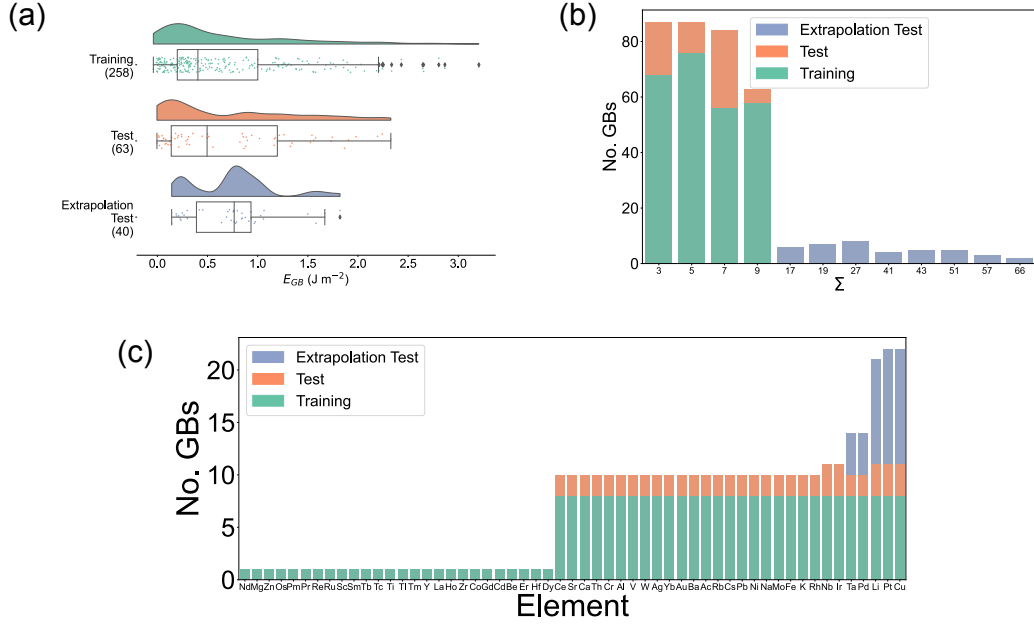 (a)
Training
(258)
Test
(63)
Extrapolation
Test
(40)
0.0 0.5 1.0 1.5 2.0 2.5 3.0
E_GB (J m⁻²)
(b)
No. GBs
80
60
40
20
0
Extrapolation Test
Test
Training
3 5 7 9 17 19 27 41 43 51 57 66
Σ
(c)
No. GBs
20
15
10
5
0
Extrapolation Test
Test
Training
Nd Mg Zn Os Pm Pr Re Ru Sc Sm Tb Tc Ti Tl Tm Y La Ho Zr Co Gd Cd Be Er Hf Dy Ce Sr Ca Th Cr Al V W Ag Yb Au Ba Ac Rb Cs Pb Ni Na Mo Fe K Rh Nb Ir Ta Pd Li Pt Cu
Element